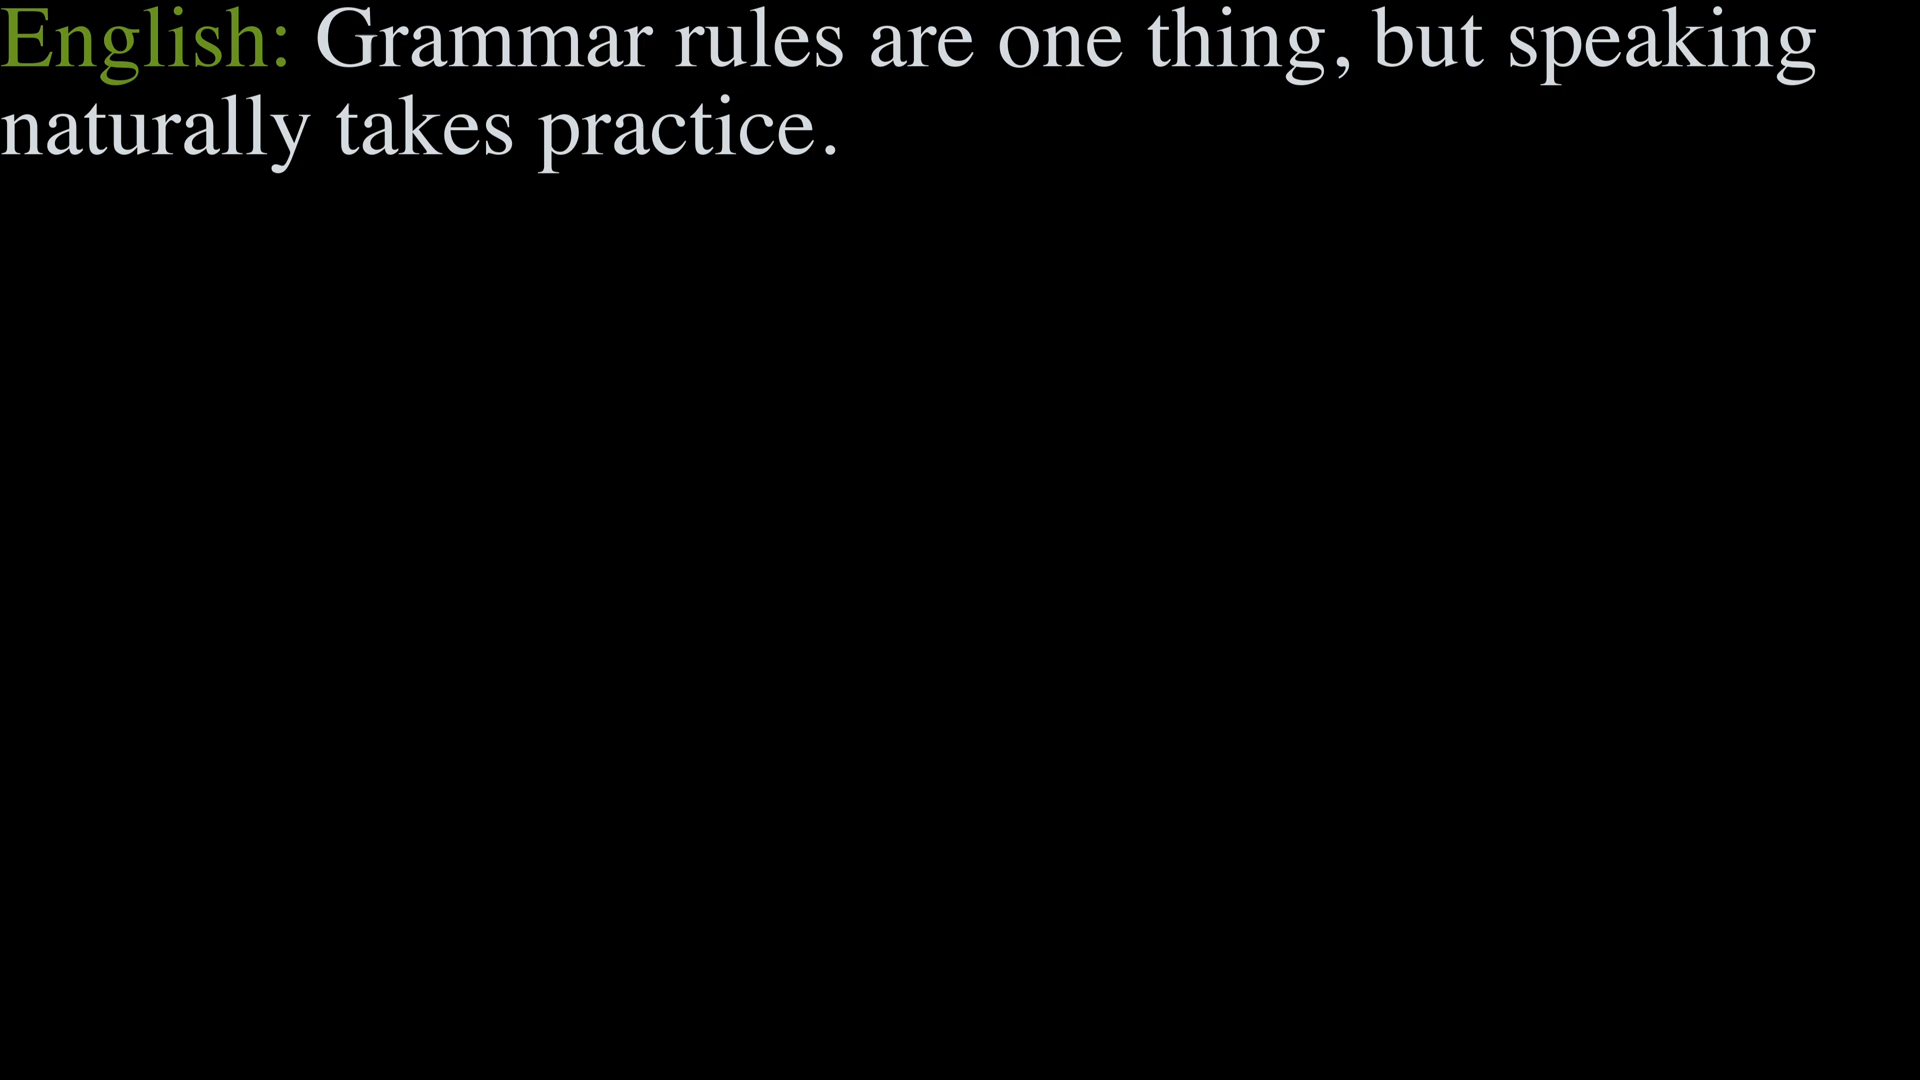 English: Grammar rules are one thing, but speaking
naturally takes practice.